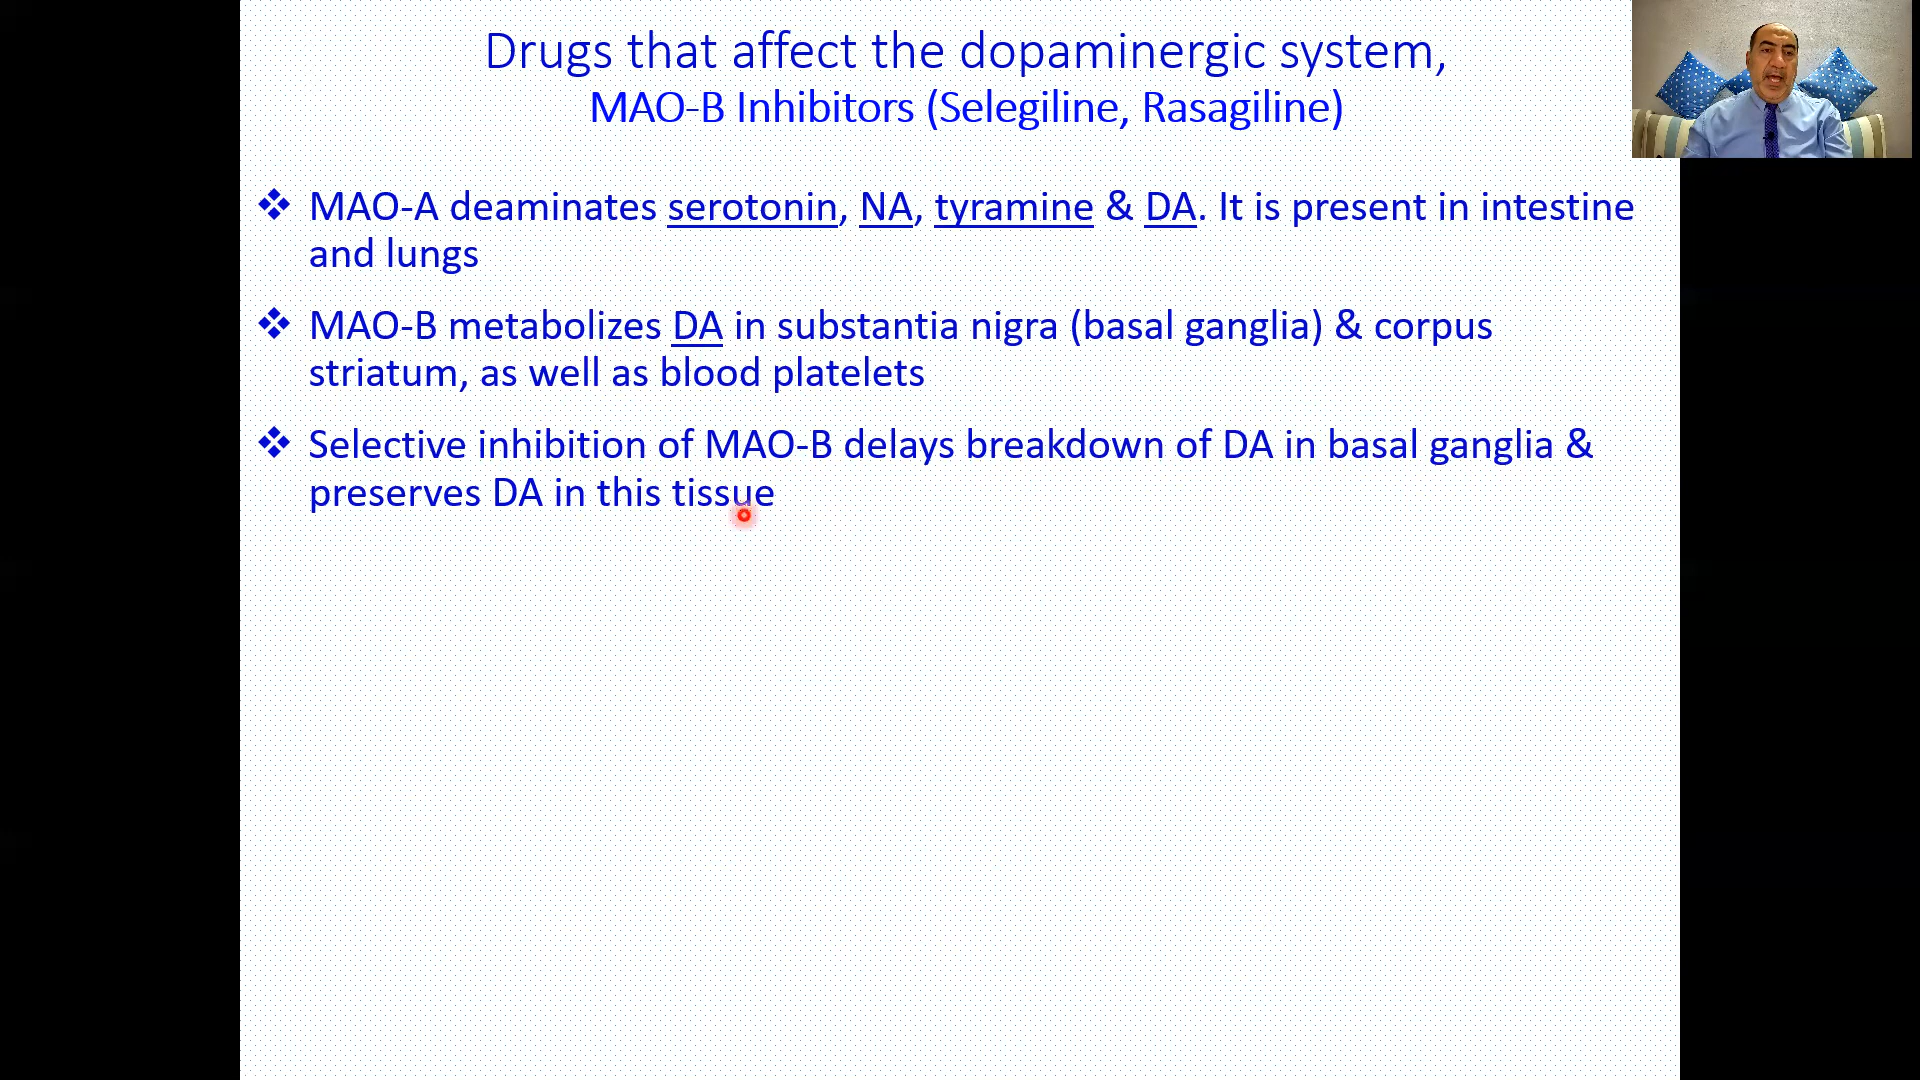 Drugs that affect the dopaminergic system,
MAO-B Inhibitors (Selegiline, Rasagiline)
❖ MAO-A deaminates serotonin, NA, tyramine & DA. It is present in intestine
and lungs
❖ MAO-B metabolizes DA in substantia nigra (basal ganglia) & corpus
striatum, as well as blood platelets
❖ Selective inhibition of MAO-B delays breakdown of DA in basal ganglia &
preserves DA in this tissue